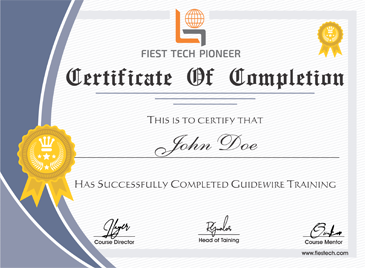 FIEST TECH PIONEER
Certificate Of Completion
THIS IS TO CERTIFY THAT
John Doe
HAS SUCCESSFULLY COMPLETED GUIDEWIRE TRAINING
Course Director
Head of Taining
Course Mentor
www.fiestech.com